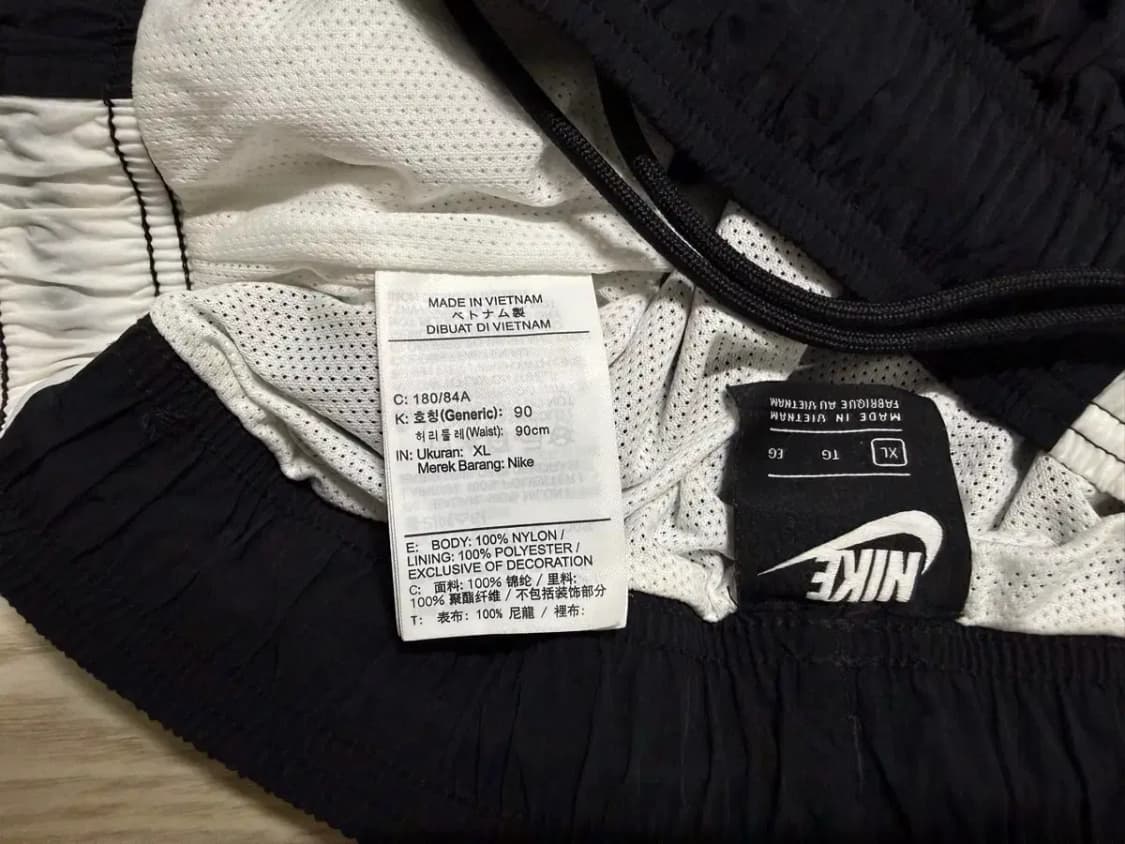 MADE IN VIETNAM
ベトナム製
DIBUAT DI VIETNAM
C: 180/84A
K: 호칭(Generic): 90
허리둘레(Waist): 90cm
IN: Ukuran: XL
Merek Barang: Nike
E: BODY: 100% NYLON /
LINING: 100% POLYESTER /
EXCLUSIVE OF DECORATION
C: 面料: 100% 锦纶 / 里料:
100% 聚酯纤维 / 不包括装饰部分
T: 表布: 100% 尼龍 / 裡布:
NIKE
XL TG EG
MADE IN VIETNAM
FABRIQUE AU VIETNAM